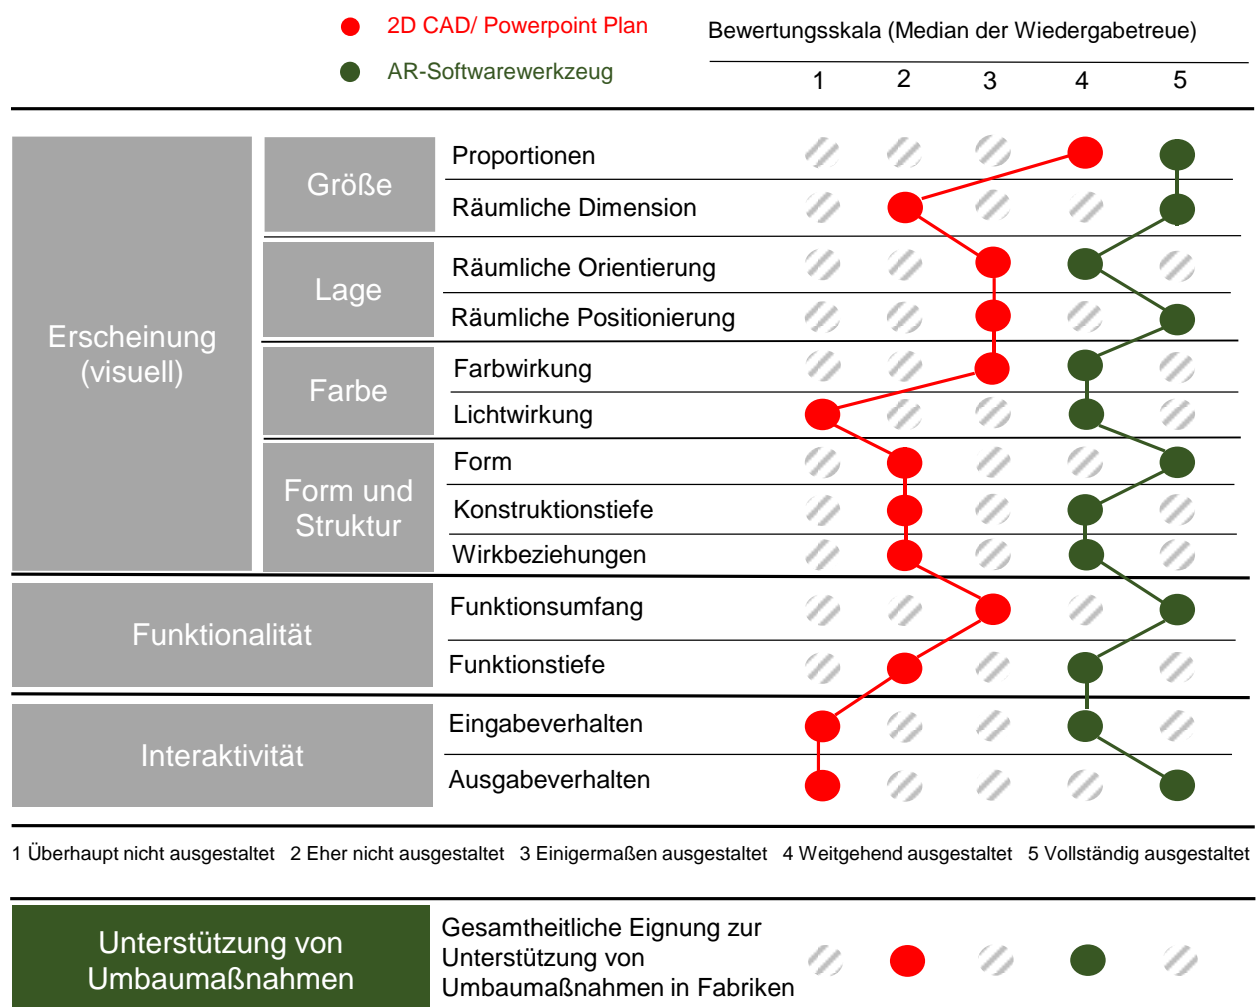 2D CAD/ Powerpoint Plan
AR-Softwarewerkzeug
Bewertungsskala (Median der Wiedergabetreue)
1 2 3 4 5
Erscheinung
(visuell)
Größe
Proportionen
Räumliche Dimension
Lage
Räumliche Orientierung
Räumliche Positionierung
Farbe
Farbwirkung
Lichtwirkung
Form und
Struktur
Form
Konstruktionstiefe
Wirkbeziehungen
Funktionalität
Funktionsumfang
Funktionstiefe
Interaktivität
Eingabeverhalten
Ausgabeverhalten
1 Überhaupt nicht ausgestaltet 2 Eher nicht ausgestaltet 3 Einigermaßen ausgestaltet 4 Weitgehend ausgestaltet 5 Vollständig ausgestaltet
Unterstützung von
Umbaumaßnahmen
Gesamtheitliche Eignung zur
Unterstützung von
Umbaumaßnahmen in Fabriken